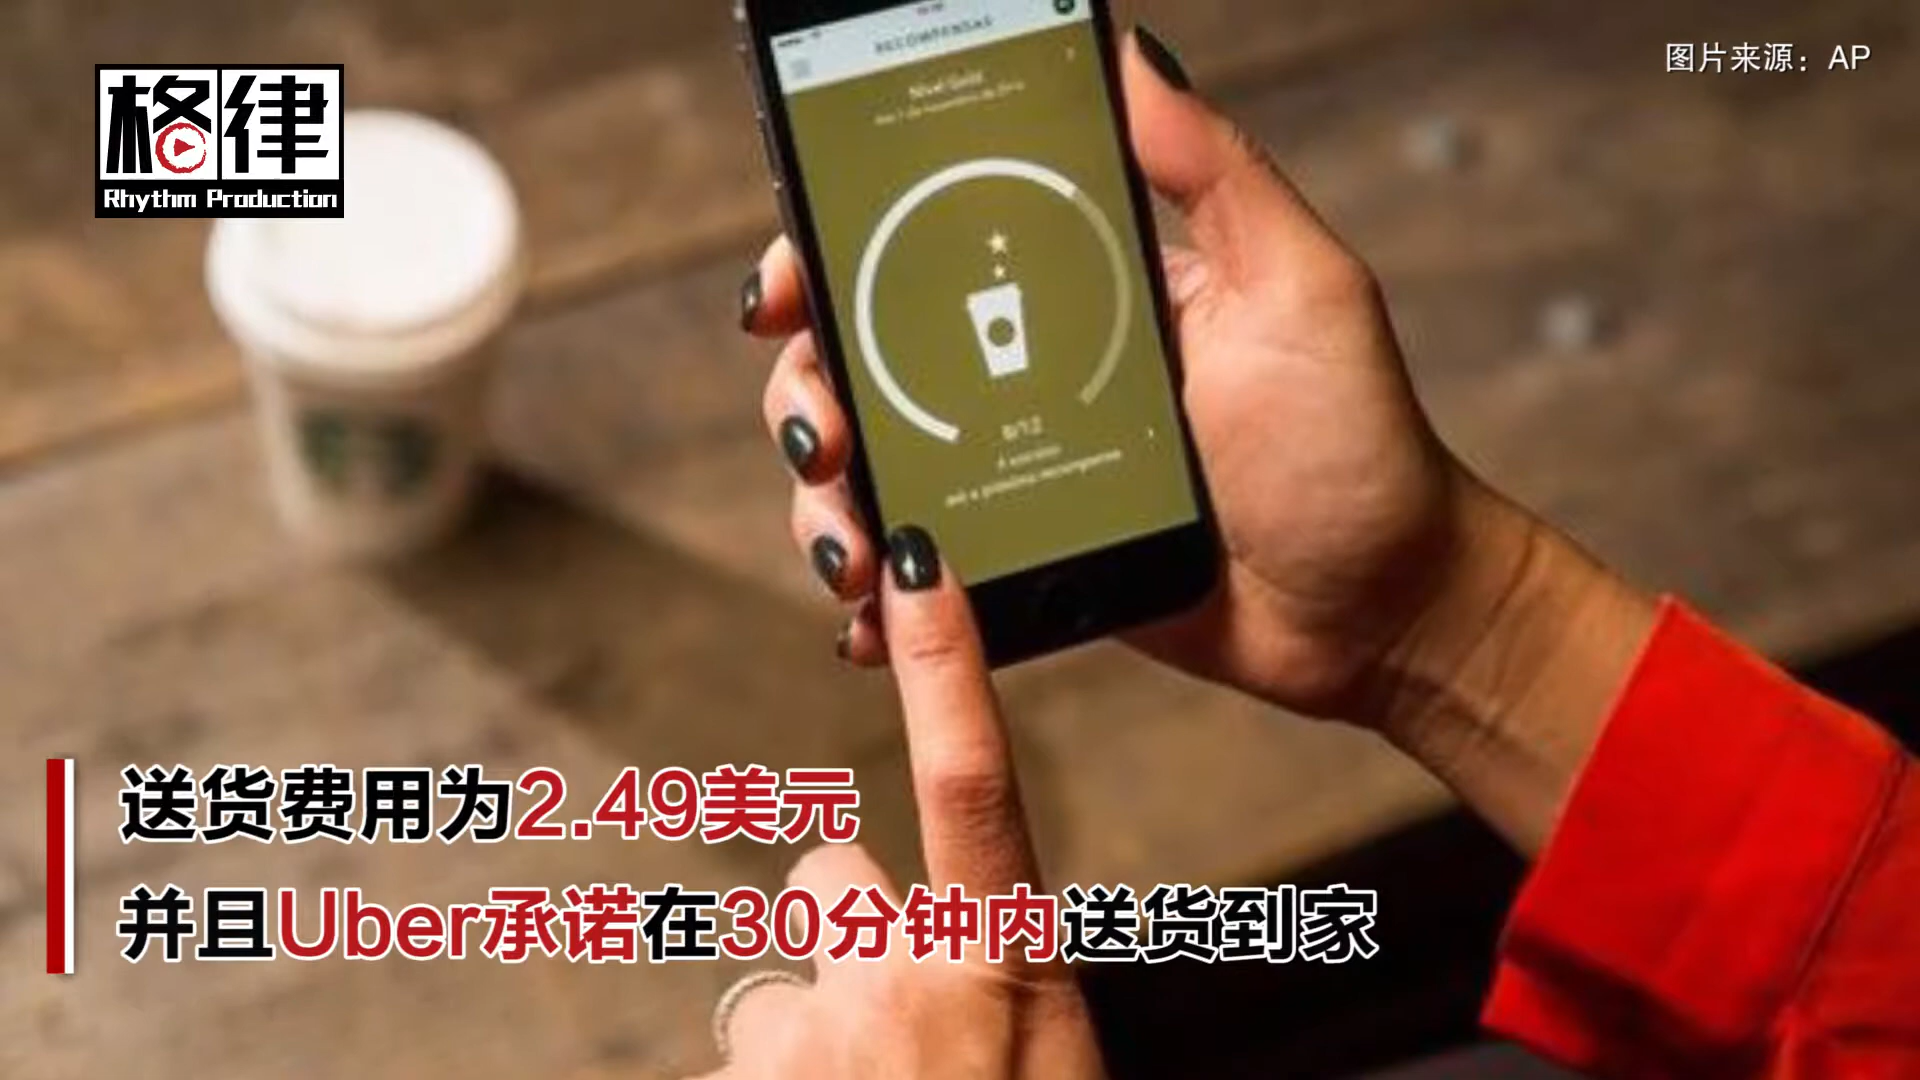 图片来源：AP
格律
Rhythm Production
RECOMPENSAS
8/12
送货费用为2.49美元
并且Uber承诺在30分钟内送货到家